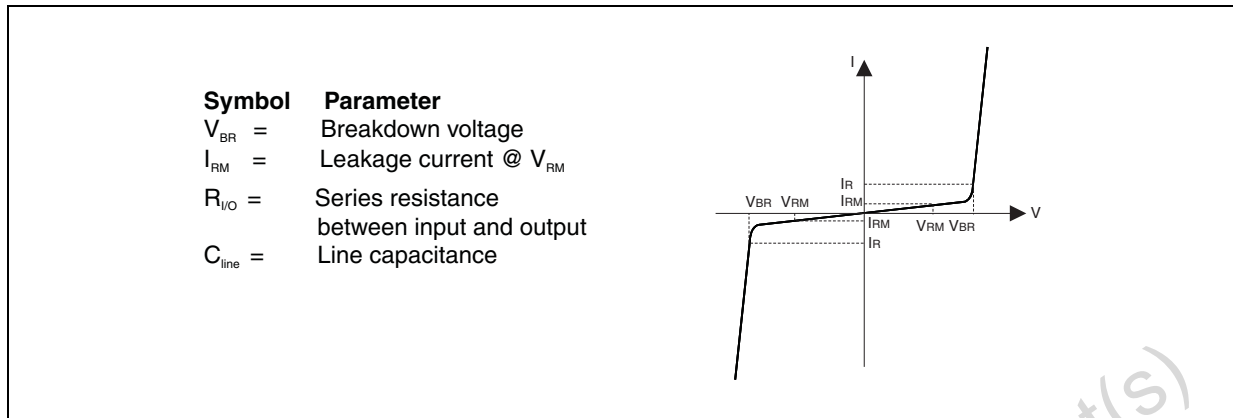 Symbol Parameter
VBR = Breakdown voltage
IRM = Leakage current @ VRM
RI/O = Series resistance
between input and output
Cline = Line capacitance
I
IR
VBR VRM IRM
V
IRM VRM VBR
IR